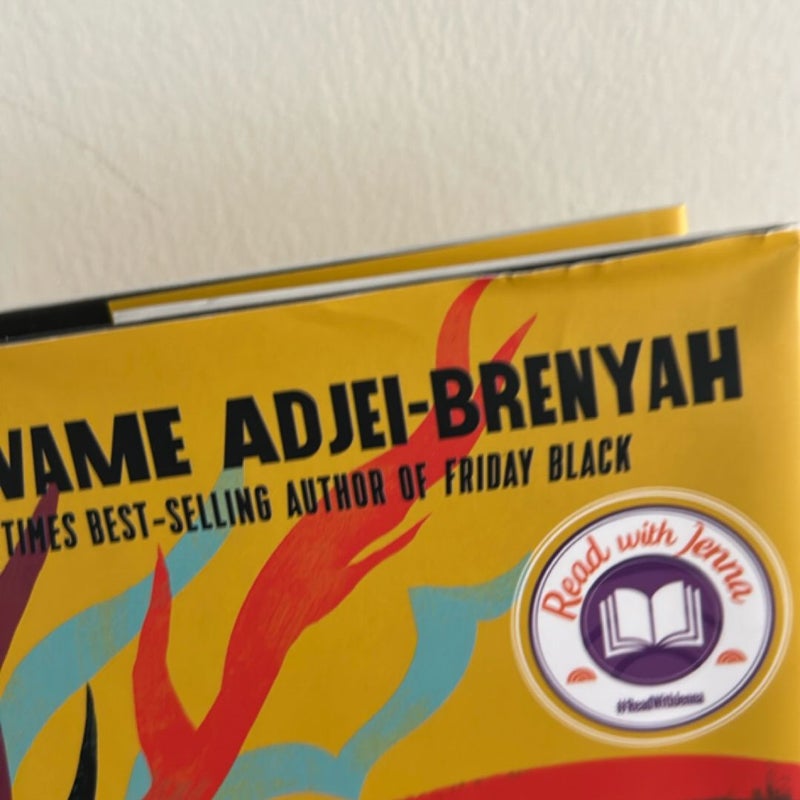 WAME ADJEI-BRENYAH
TIMES BEST-SELLING AUTHOR OF FRIDAY BLACK
Read with Jenna
#ReadWithJenna